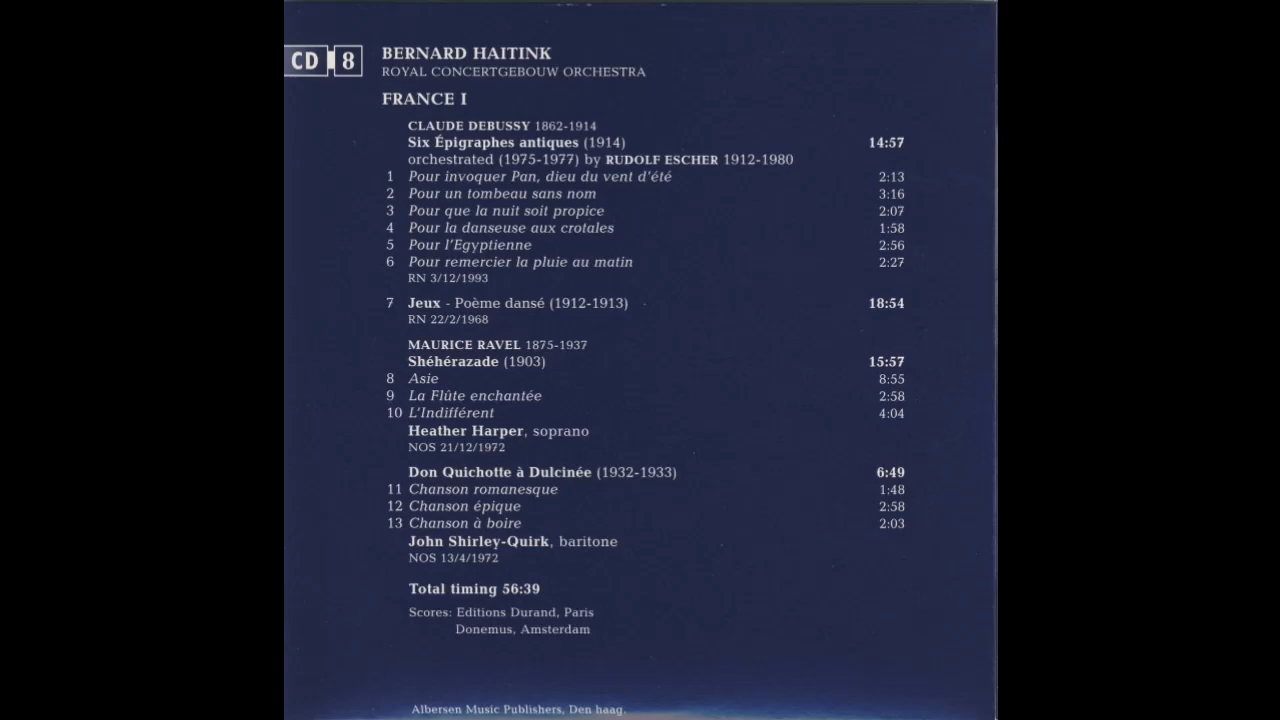 CD 8 BERNARD HAITINK
ROYAL CONCERTGEBOUW ORCHESTRA
FRANCE I
CLAUDE DEBUSSY 1862-1914
Six Épigraphes antiques (1914) 14:57
orchestrated (1975-1977) by RUDOLF ESCHER 1912-1980
1 Pour invoquer Pan, dieu du vent d'été 2:13
2 Pour un tombeau sans nom 3:16
3 Pour que la nuit soit propice 2:07
4 Pour la danseuse aux crotales 1:58
5 Pour l'Egyptienne 2:56
6 Pour remercier la pluie au matin 2:27
RN 3/12/1993
7 Jeux - Poème dansé (1912-1913) 18:54
RN 22/2/1968
MAURICE RAVEL 1875-1937
Shéhérazade (1903) 15:57
8 Asie 8:55
9 La Flûte enchantée 2:58
10 L'Indifférent 4:04
Heather Harper, soprano
NOS 21/12/1972
Don Quichotte à Dulcinée (1932-1933) 6:49
11 Chanson romanesque 1:48
12 Chanson épique 2:58
13 Chanson à boire 2:03
John Shirley-Quirk, baritone
NOS 13/4/1972
Total timing 56:39
Scores: Editions Durand, Paris
Donemus, Amsterdam
Albersen Music Publishers, Den haag.